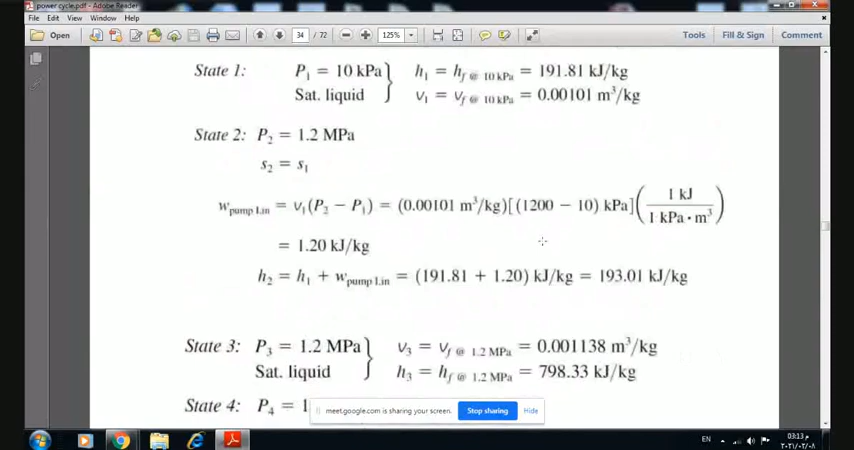 power cycle.pdf - Adobe Reader
File Edit View Window Help
Open 34 / 72 125% Tools Fill & Sign Comment
State 1: P1 = 10 kPa } h1 = hf @ 10 kPa = 191.81 kJ/kg
Sat. liquid v1 = vf @ 10 kPa = 0.00101 m³/kg
State 2: P2 = 1.2 MPa
s2 = s1
wpump I,in = v1(P2 − P1) = (0.00101 m³/kg)[(1200 − 10) kPa](1 kJ / 1 kPa·m³)
= 1.20 kJ/kg
h2 = h1 + wpump I,in = (191.81 + 1.20) kJ/kg = 193.01 kJ/kg
State 3: P3 = 1.2 MPa } v3 = vf @ 1.2 MPa = 0.001138 m³/kg
Sat. liquid h3 = hf @ 1.2 MPa = 798.33 kJ/kg
State 4: P4 = 1
meet.google.com is sharing your screen. Stop sharing Hide
EN 03:13 م
٢٠٢١/٠٣/٠٨